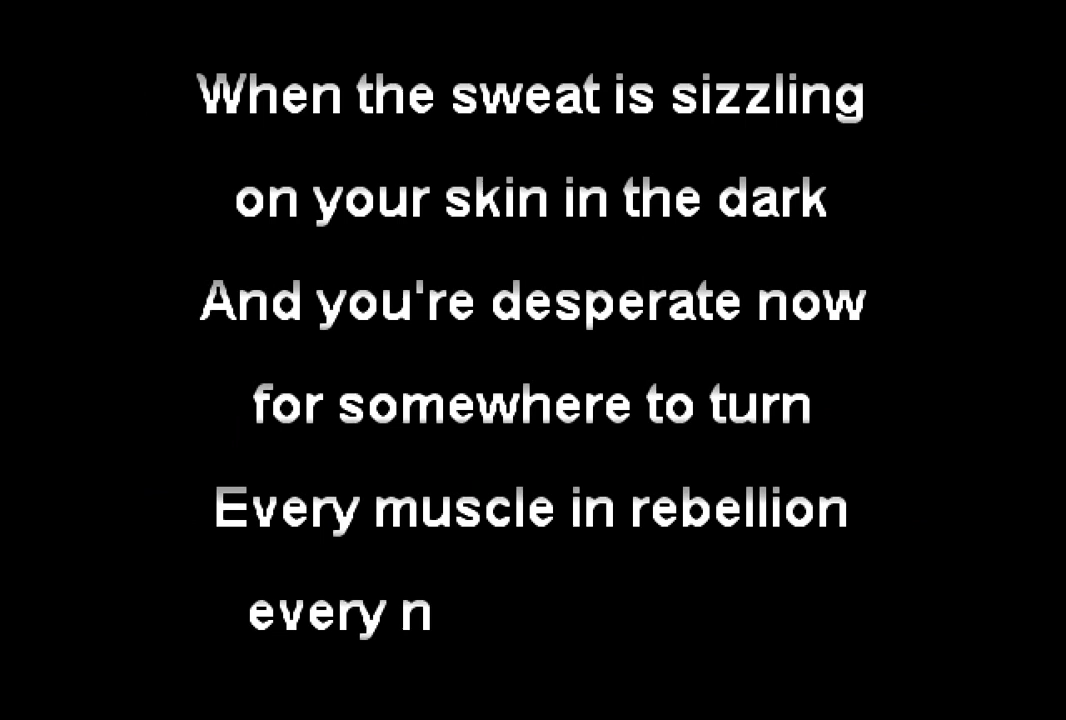 When the sweat is sizzling
on your skin in the dark
And you're desperate now
for somewhere to turn
Every muscle in rebellion
every n